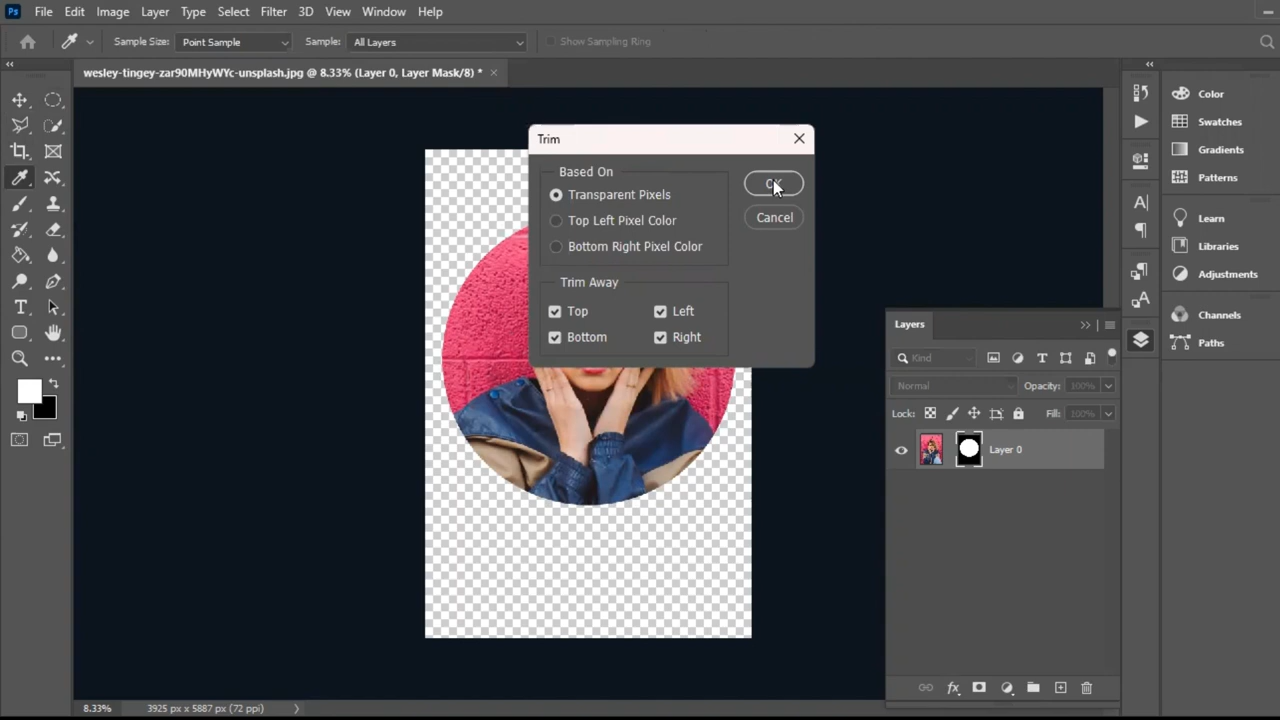 Ps File Edit Image Layer Type Select Filter 3D View Window Help
Sample Size: Point Sample Sample: All Layers Show Sampling Ring
wesley-tingey-zar90MHyWYc-unsplash.jpg @ 8.33% (Layer 0, Layer Mask/8) *
Trim
Based On
Transparent Pixels
OK
Top Left Pixel Color
Cancel
Bottom Right Pixel Color
Trim Away
Top Left
Bottom Right
Color
Swatches
Gradients
Patterns
Learn
Libraries
Adjustments
Channels
Paths
Layers
Kind
Normal Opacity: 100%
Lock: Fill: 100%
Layer 0
fx
8.33% 3925 px x 5887 px (72 ppi)